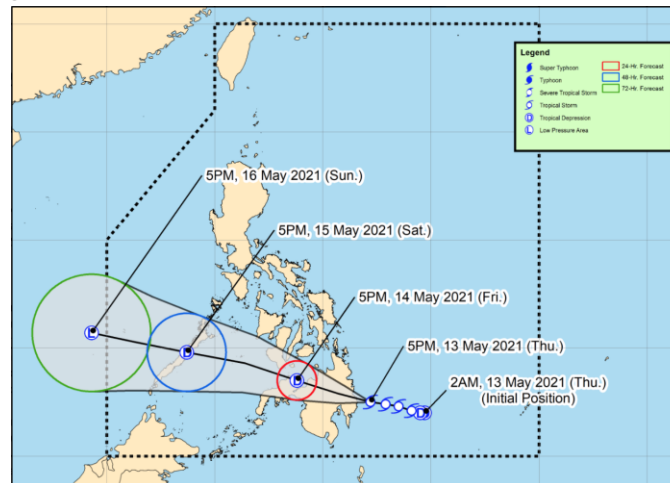 Legend
Super Typhoon
Typhoon
Severe Tropical Storm
Tropical Storm
Tropical Depression
Low Pressure Area
24-Hr. Forecast
48-Hr. Forecast
72-Hr. Forecast
5PM, 16 May 2021 (Sun.)
5PM, 15 May 2021 (Sat.)
5PM, 14 May 2021 (Fri.)
5PM, 13 May 2021 (Thu.)
2AM, 13 May 2021 (Thu.)
(Initial Position)
L
D
D
D
D